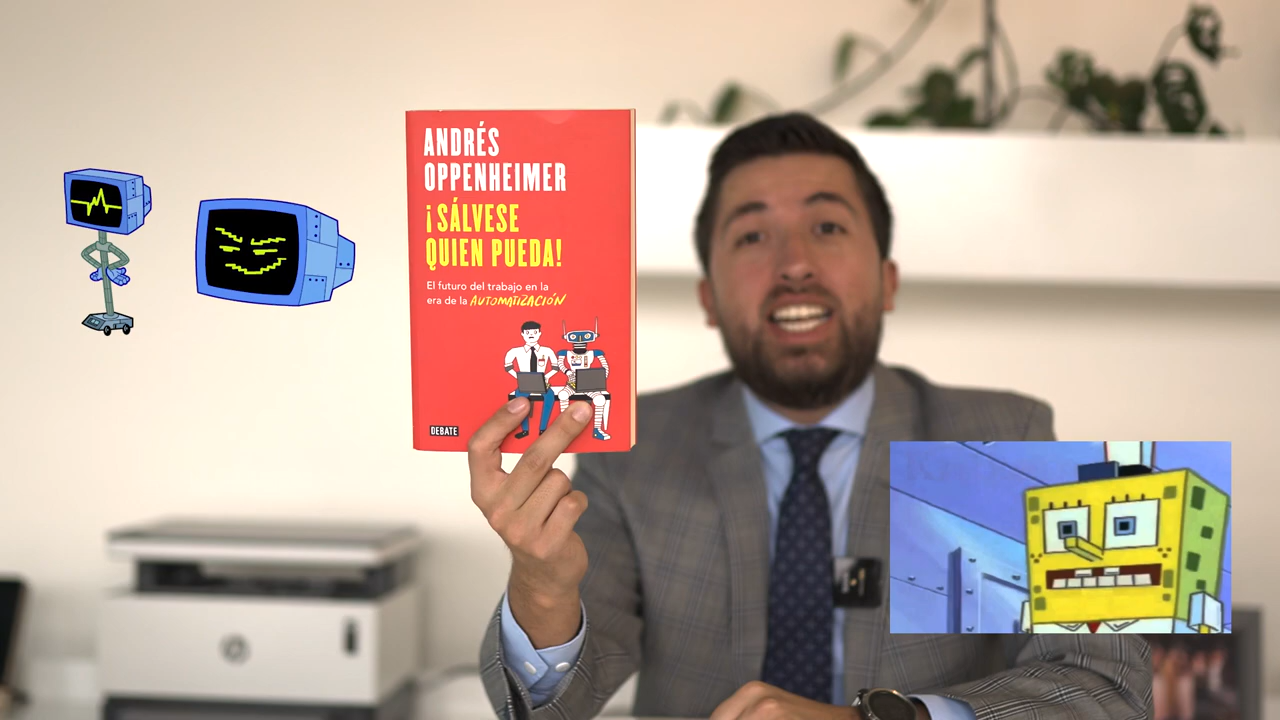 ANDRÉS
OPPENHEIMER
¡SÁLVESE
QUIEN PUEDA!
El futuro del trabajo en la
era de la AUTOMATIZACIÓN
DEBATE